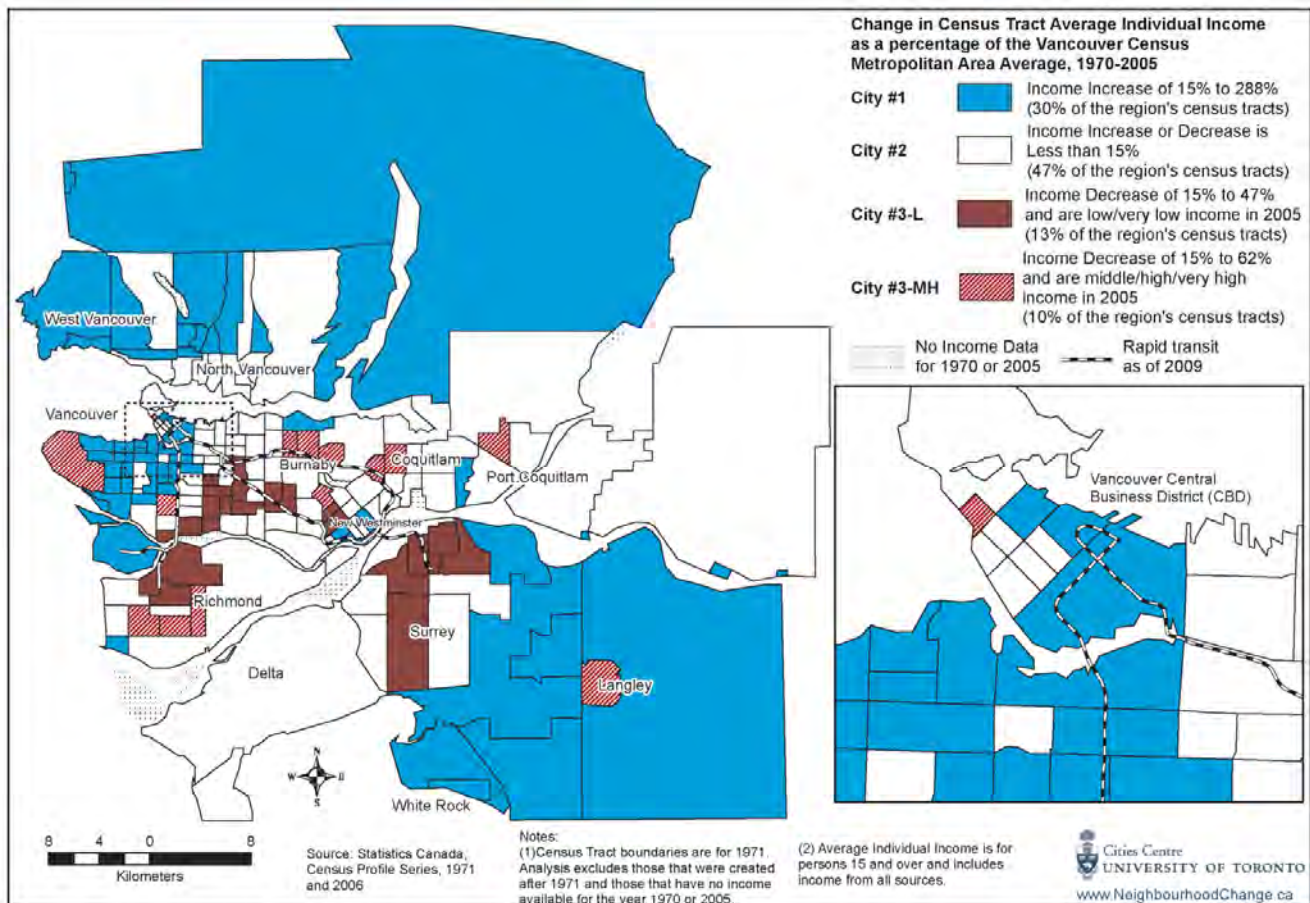 Change in Census Tract Average Individual Income
as a percentage of the Vancouver Census
Metropolitan Area Average, 1970-2005
City #1
Income Increase of 15% to 288%
(30% of the region's census tracts)
City #2
Income Increase or Decrease is
Less than 15%
(47% of the region's census tracts)
City #3-L
Income Decrease of 15% to 47%
and are low/very low income in 2005
(13% of the region's census tracts)
City #3-MH
Income Decrease of 15% to 62%
and are middle/high/very high
income in 2005
(10% of the region's census tracts)
No Income Data
for 1970 or 2005
Rapid transit
as of 2009
West Vancouver
North Vancouver
Vancouver
Burnaby
Coquitlam
Port Coquitlam
New Westminster
Richmond
Surrey
Delta
Langley
White Rock
Vancouver Central
Business District (CBD)
N
W
S
8 4 0 8
Kilometers
Source: Statistics Canada,
Census Profile Series, 1971
and 2006
Notes:
(1)Census Tract boundaries are for 1971.
Analysis excludes those that were created
after 1971 and those that have no income
available for the year 1970 or 2005.
(2) Average Individual Income is for
persons 15 and over and includes
income from all sources.
Cities Centre
UNIVERSITY OF TORONTO
www.NeighbourhoodChange.ca